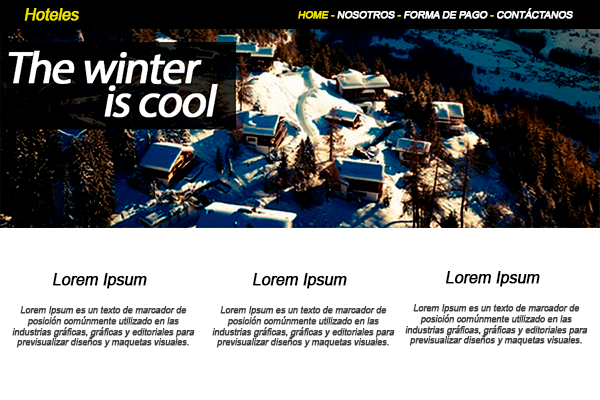 Hoteles
HOME - NOSOTROS - FORMA DE PAGO - CONTÁCTANOS
The winter
is cool
Lorem Ipsum
Lorem Ipsum es un texto de marcador de
posición comúnmente utilizado en las
industrias gráficas, gráficas y editoriales para
previsualizar diseños y maquetas visuales.
Lorem Ipsum
Lorem Ipsum es un texto de marcador de
posición comúnmente utilizado en las
industrias gráficas, gráficas y editoriales para
previsualizar diseños y maquetas visuales.
Lorem Ipsum
Lorem Ipsum es un texto de marcador de
posición comúnmente utilizado en las
industrias gráficas, gráficas y editoriales para
previsualizar diseños y maquetas visuales.